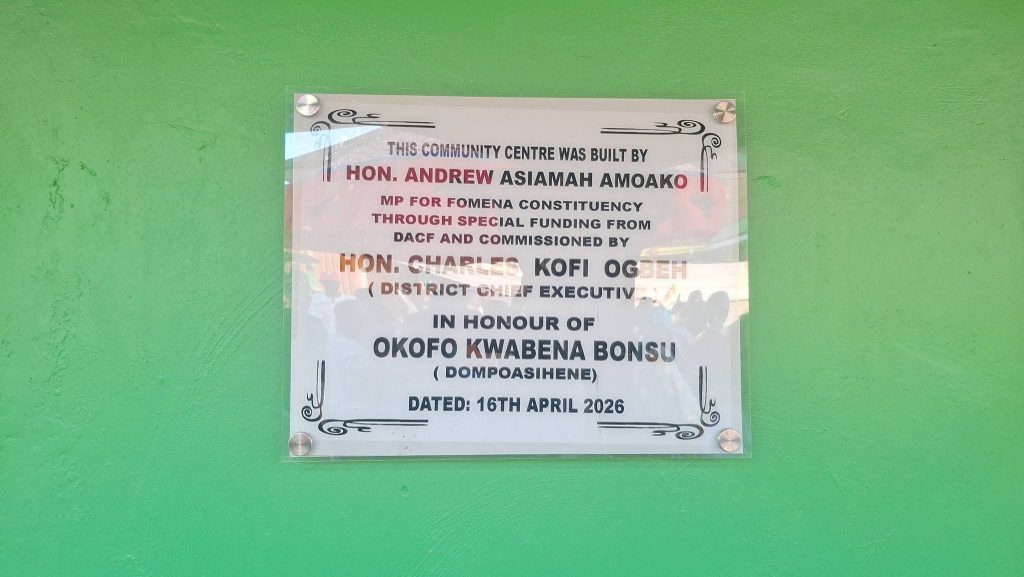 THIS COMMUNITY CENTRE WAS BUILT BY
HON. ANDREW ASIAMAH AMOAKO
MP FOR FOMENA CONSTITUENCY
THROUGH SPECIAL FUNDING FROM
DACF AND COMMISSIONED BY
HON. CHARLES KOFI OGBEH
( DISTRICT CHIEF EXECUTIVE )
IN HONOUR OF
OKOFO KWABENA BONSU
( DOMPOASIHENE)
DATED: 16TH APRIL 2026